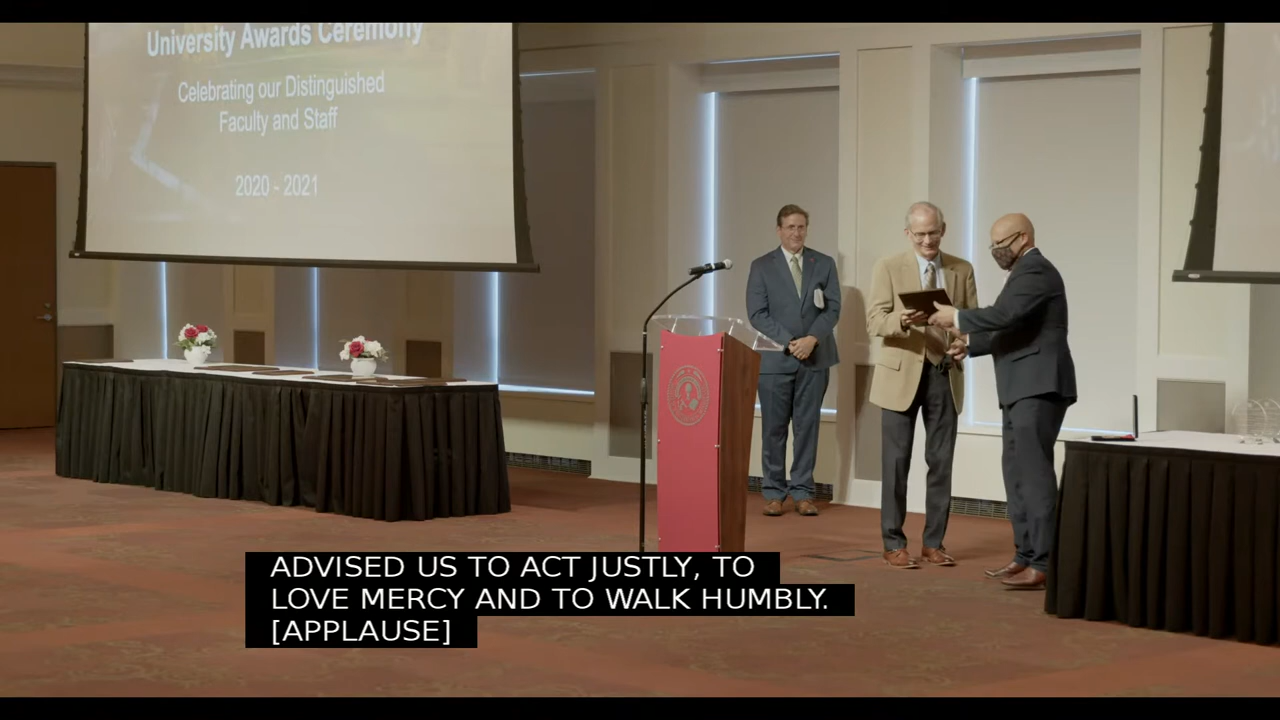 University Awards Ceremony
Celebrating our Distinguished
Faculty and Staff
2020 - 2021
ADVISED US TO ACT JUSTLY, TO
LOVE MERCY AND TO WALK HUMBLY.
[APPLAUSE]